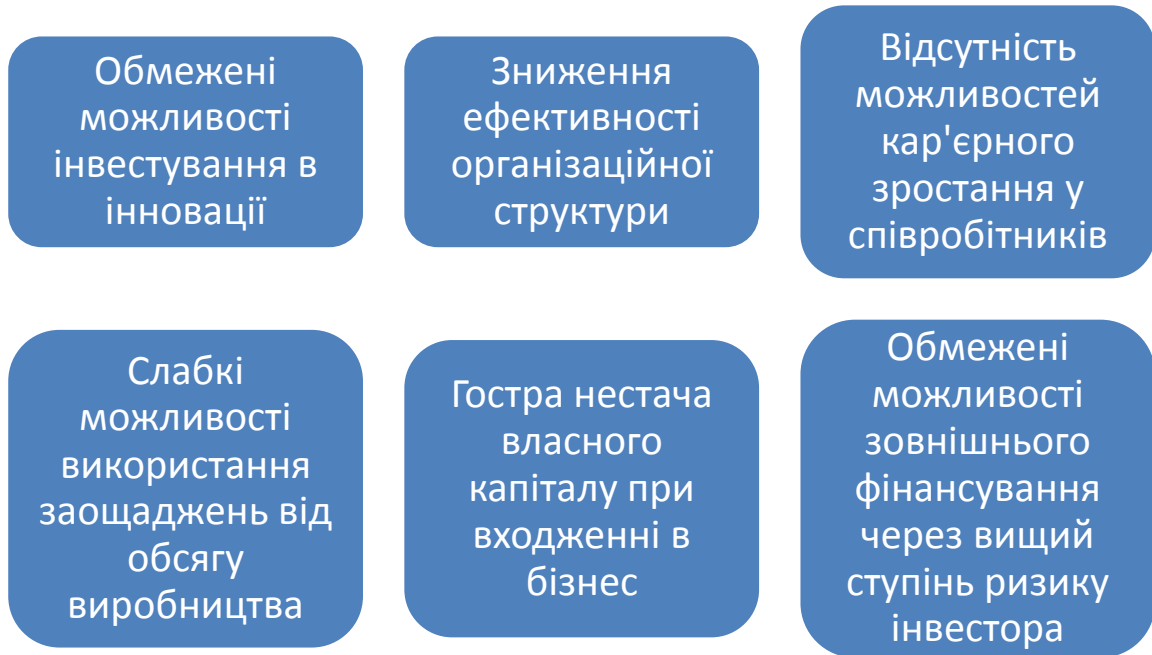 Обмежені
можливості
інвестування в
інновації
Зниження
ефективності
організаційної
структури
Відсутність
можливостей
кар'єрного
зростання у
співробітників
Слабкі
можливості
використання
заощаджень від
обсягу
виробництва
Гостра нестача
власного
капіталу при
входженні в
бізнес
Обмежені
можливості
зовнішнього
фінансування
через вищий
ступінь ризику
інвестора